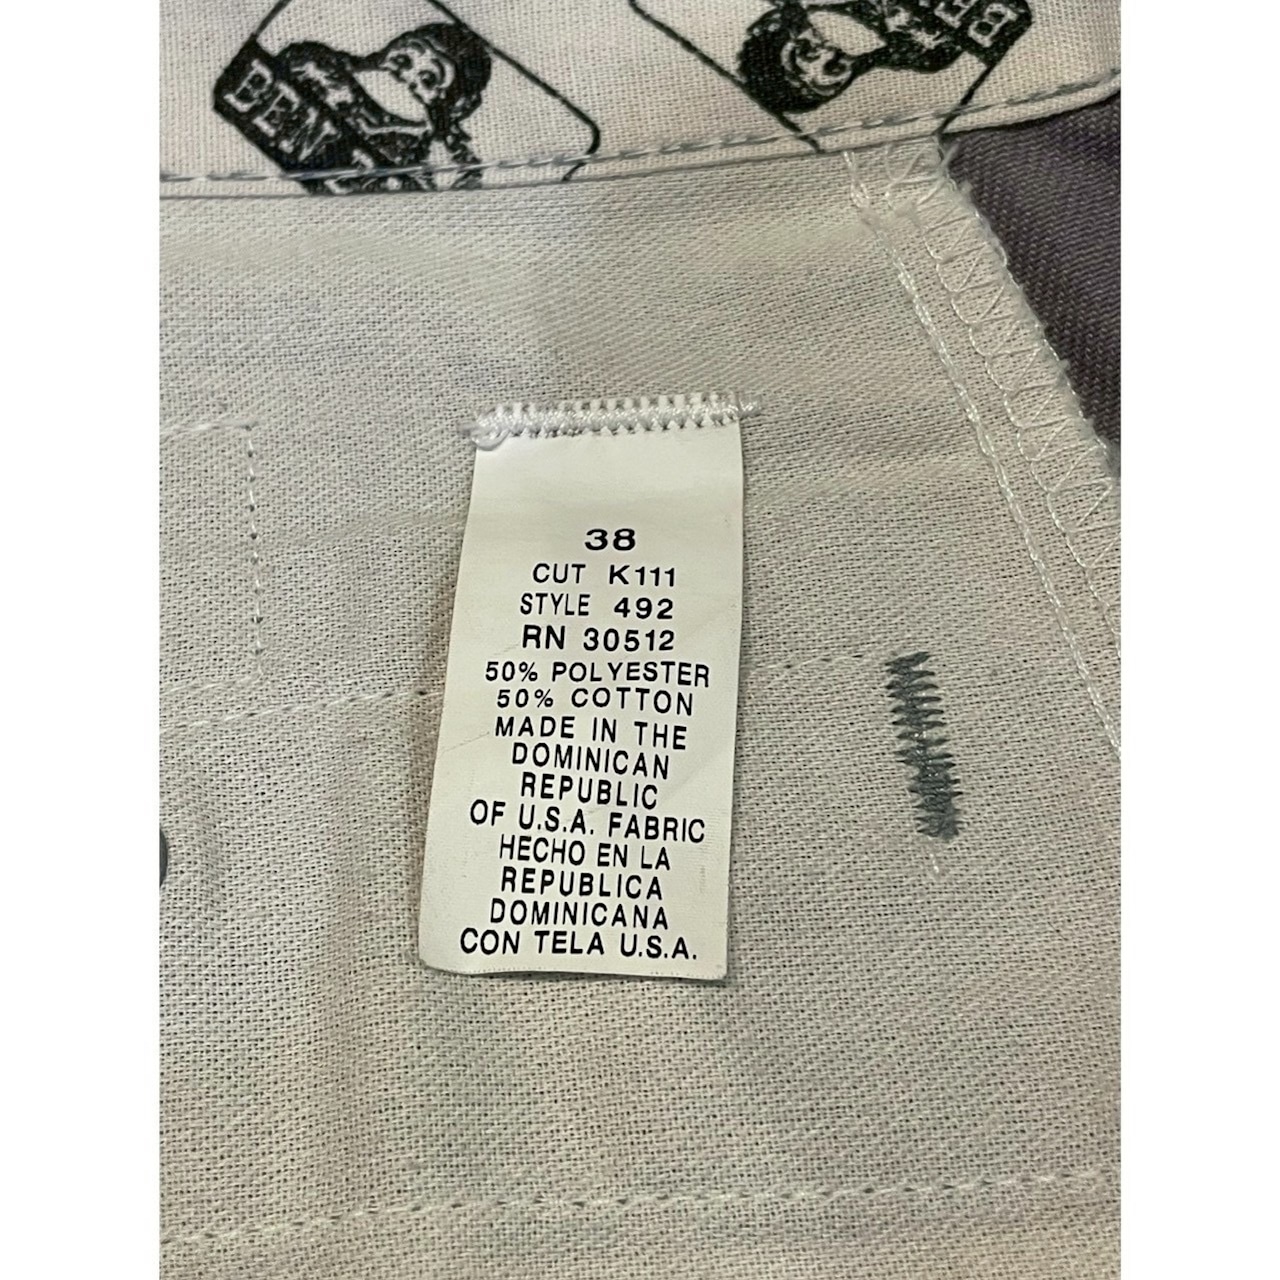 BEN
38
CUT K111
STYLE 492
RN 30512
50% POLYESTER
50% COTTON
MADE IN THE
DOMINICAN
REPUBLIC
OF U.S.A. FABRIC
HECHO EN LA
REPUBLICA
DOMINICANA
CON TELA U.S.A.